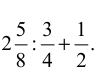 2 5/8 : 3/4 + 1/2.